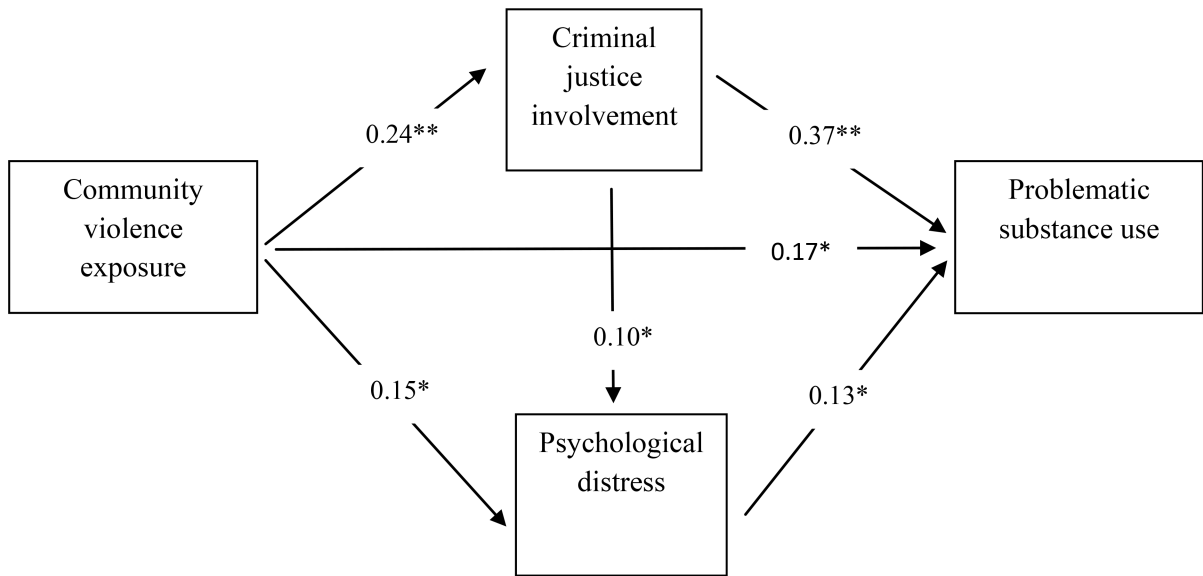 Criminal
justice
involvement
0.24**
0.37**
Community
violence
exposure
Problematic
substance use
0.17*
0.10*
0.15*
0.13*
Psychological
distress